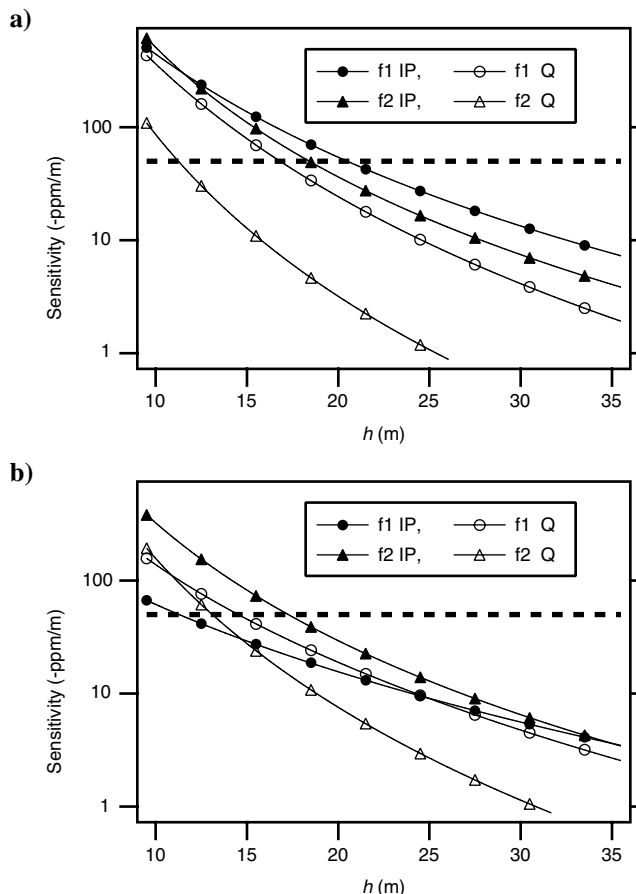 a)
f1 IP, f1 Q
f2 IP, f2 Q
100
10
1
Sensitivity (-ppm/m)
10 15 20 25 30 35
h (m)
b)
f1 IP, f1 Q
f2 IP, f2 Q
100
10
1
Sensitivity (-ppm/m)
10 15 20 25 30 35
h (m)